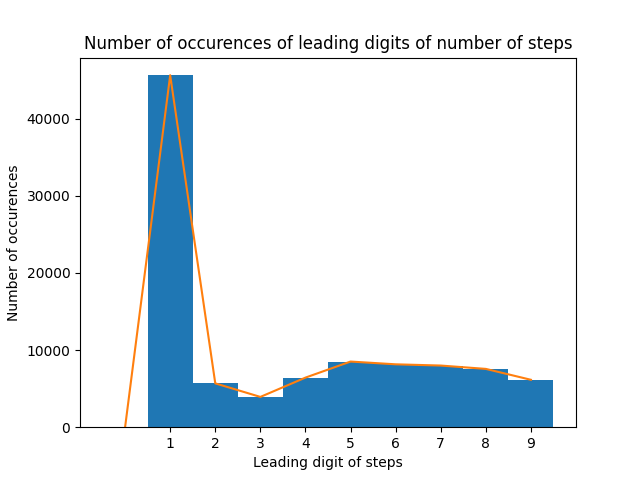 Number of occurences of leading digits of number of steps
Number of occurences
40000
30000
20000
10000
0
1 2 3 4 5 6 7 8 9
Leading digit of steps